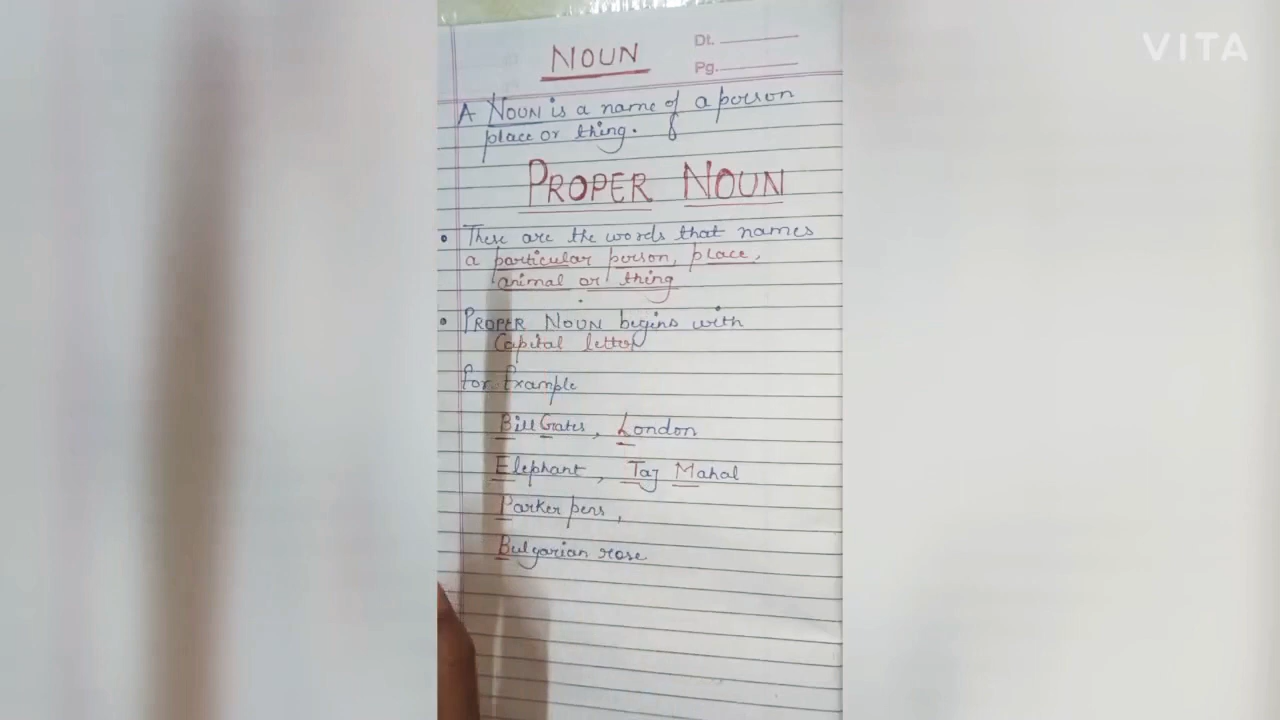 VITA
NOUN
Dt.
Pg.
A NOUN is a name of a person
place or thing.
PROPER NOUN
• These are the words that names
a particular person, place,
animal or thing
• PROPER NOUN begins with
Capital letter
for Example
Bill Gates, London
Elephant, Taj Mahal
Parker pens,
Bulgarian rose